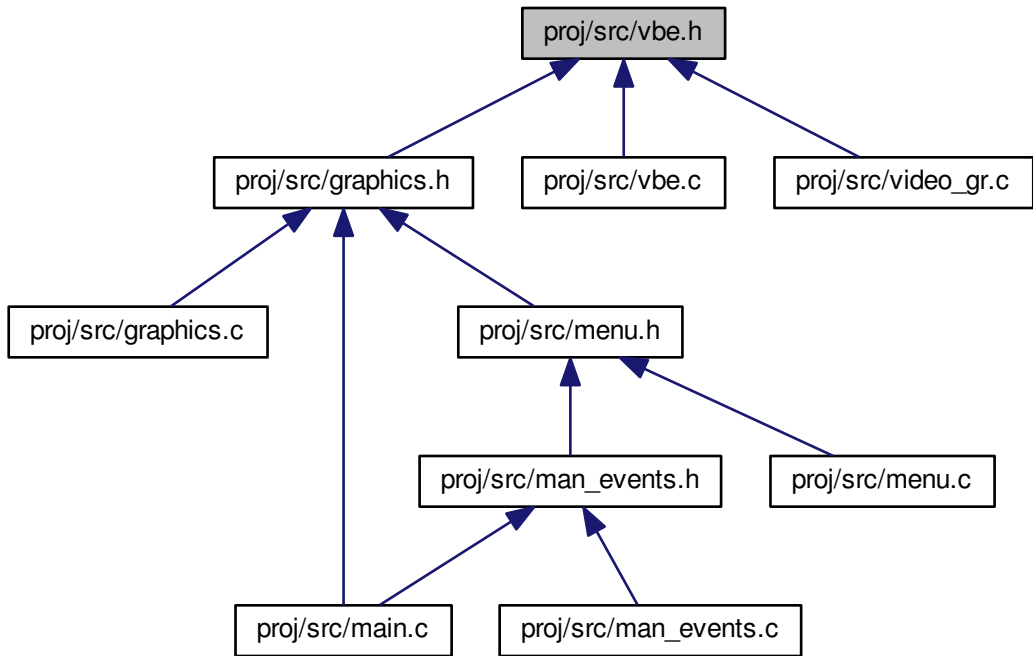 proj/src/vbe.h
proj/src/graphics.h
proj/src/vbe.c
proj/src/video_gr.c
proj/src/graphics.c
proj/src/menu.h
proj/src/man_events.h
proj/src/menu.c
proj/src/main.c
proj/src/man_events.c